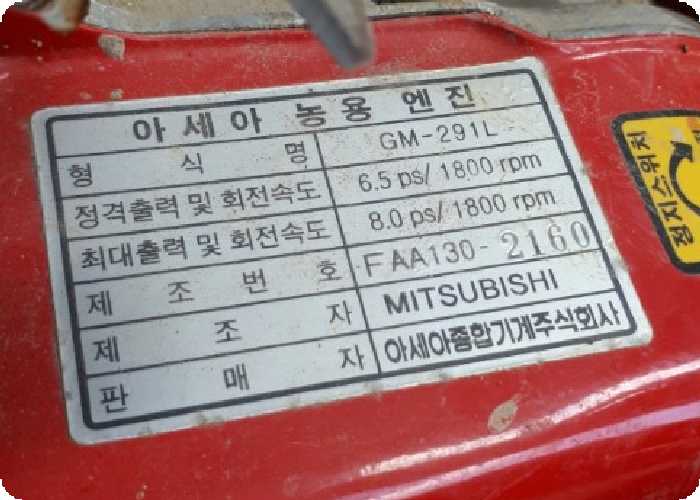 아세아 농용 엔진
형식명 GM-291L
정격출력 및 회전속도 6.5 ps/ 1800 rpm
최대출력 및 회전속도 8.0 ps/ 1800 rpm
제조번호 FAA130-2160
제조자 MITSUBISHI
판매자 아세아종합기계주식회사
정지스위치